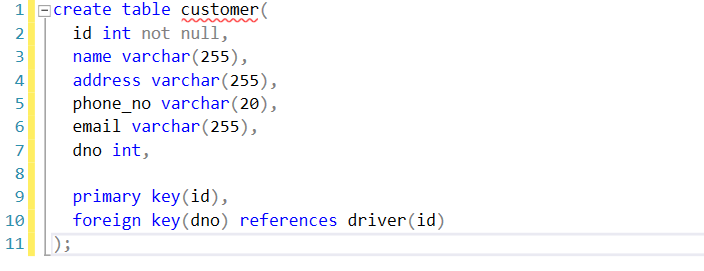 1 create table customer(
2 id int not null,
3 name varchar(255),
4 address varchar(255),
5 phone_no varchar(20),
6 email varchar(255),
7 dno int,
8
9 primary key(id),
10 foreign key(dno) references driver(id)
11 );